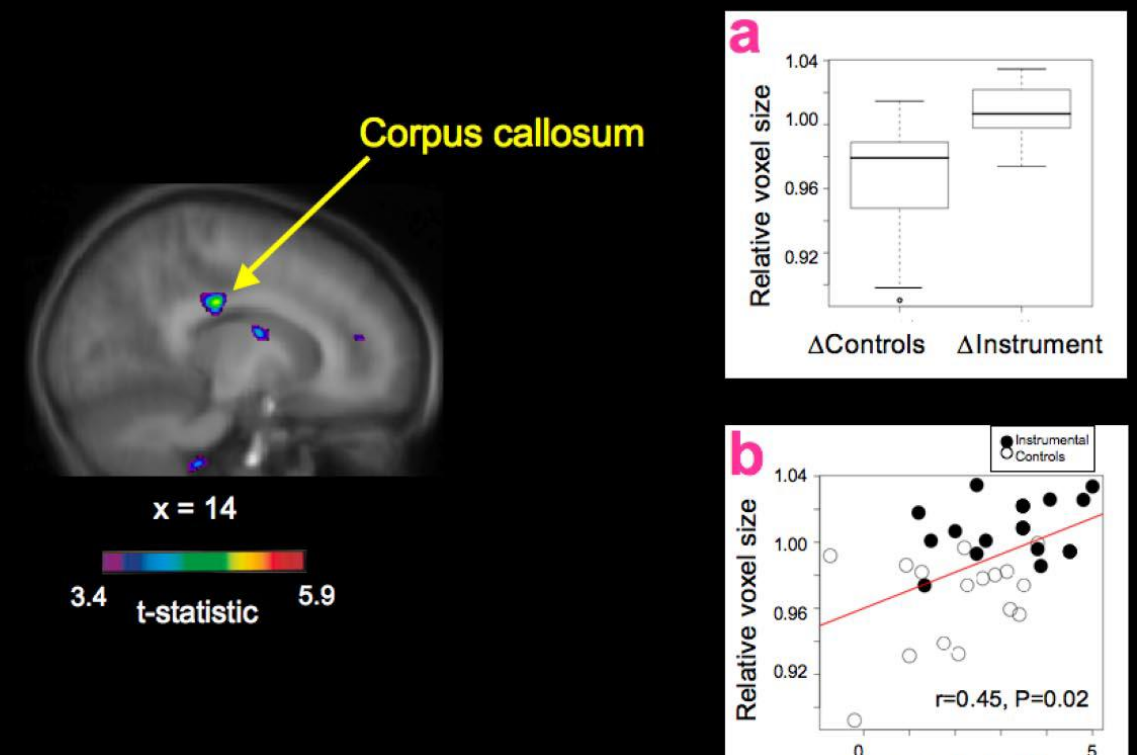 Corpus callosum
x = 14
3.4
5.9
t-statistic
a
1.04
1.00
0.96
0.92
Relative voxel size
ΔControls
ΔInstrument
b
Instrumental
Controls
1.04
1.00
0.96
0.92
Relative voxel size
r=0.45, P=0.02
0
5